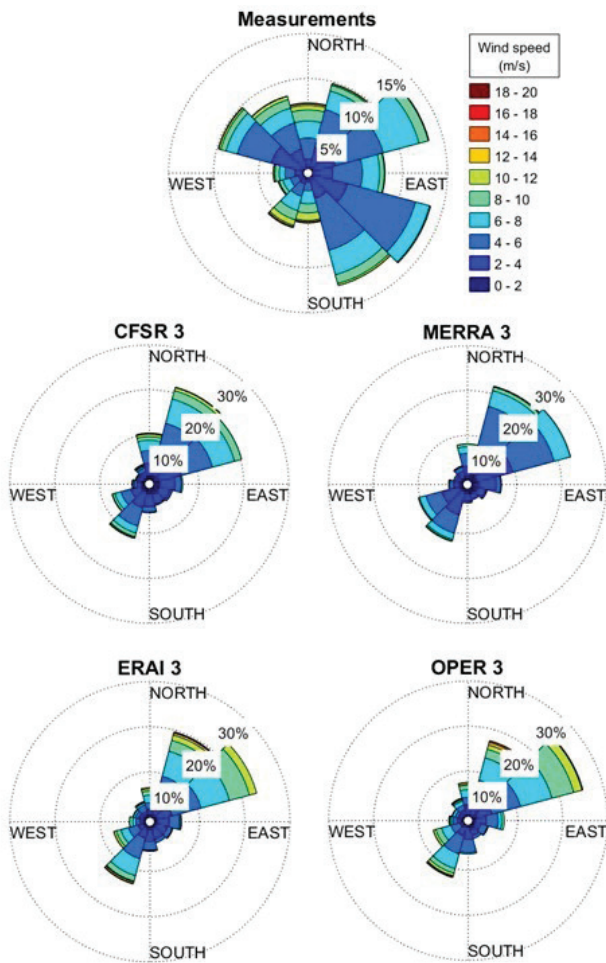 Measurements
NORTH
15%
10%
5%
WEST
EAST
SOUTH
Wind speed
(m/s)
18 - 20
16 - 18
14 - 16
12 - 14
10 - 12
8 - 10
6 - 8
4 - 6
2 - 4
0 - 2
CFSR 3
NORTH
30%
20%
10%
WEST
EAST
SOUTH
MERRA 3
NORTH
30%
20%
10%
WEST
EAST
SOUTH
ERAI 3
NORTH
30%
20%
10%
WEST
EAST
SOUTH
OPER 3
NORTH
30%
20%
10%
WEST
EAST
SOUTH